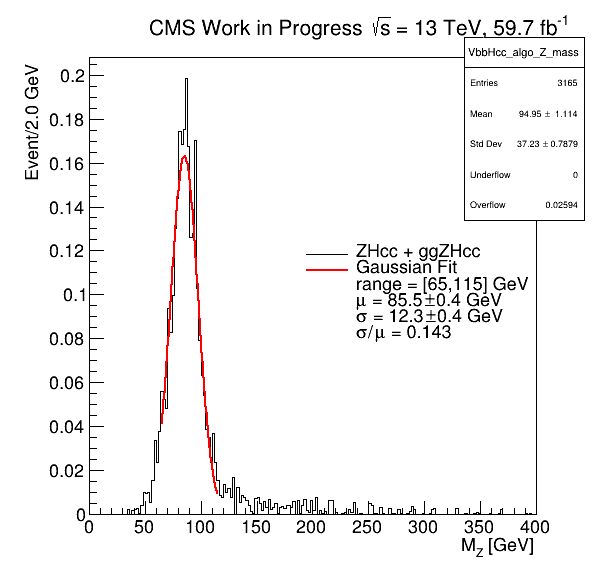 CMS Work in Progress √s = 13 TeV, 59.7 fb⁻¹
VbbHcc_algo_Z_mass
Entries 3165
Mean 94.95 ± 1.114
Std Dev 37.23 ± 0.7879
Underflow 0
Overflow 0.02594
Event/2.0 GeV
0.2
0.18
0.16
0.14
0.12
0.1
0.08
0.06
0.04
0.02
0
ZHcc + ggZHcc
Gaussian Fit
range = [65,115] GeV
μ = 85.5±0.4 GeV
σ = 12.3±0.4 GeV
σ/μ = 0.143
0 50 100 150 200 250 300 350 400
M_Z [GeV]